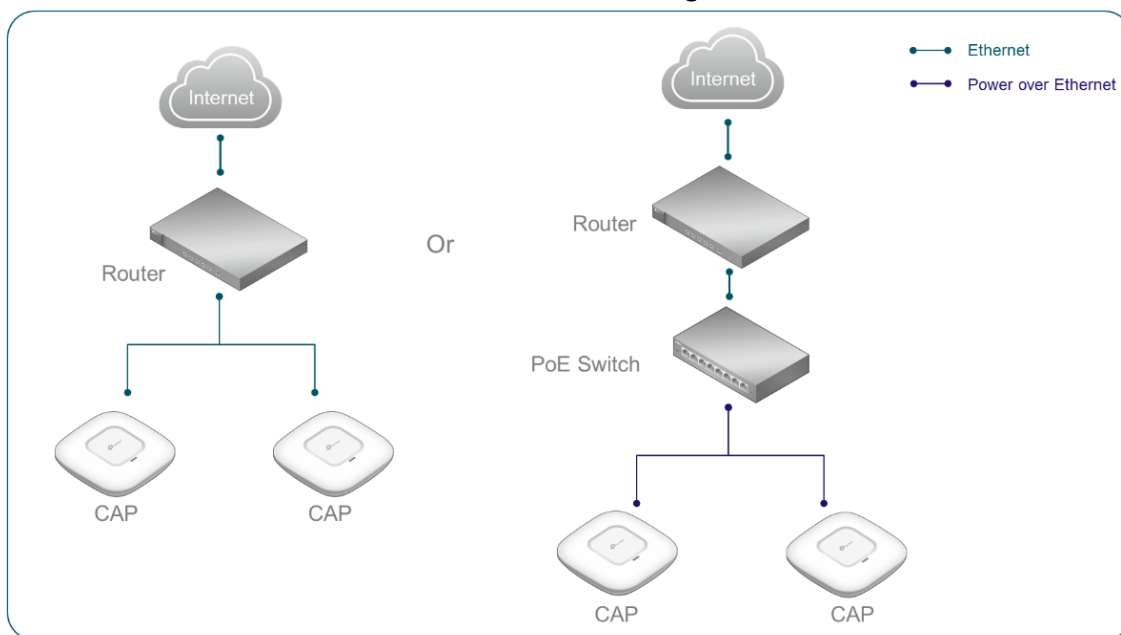 Internet
Router
CAP
CAP
Or
Internet
Router
PoE Switch
CAP
CAP
Ethernet
Power over Ethernet